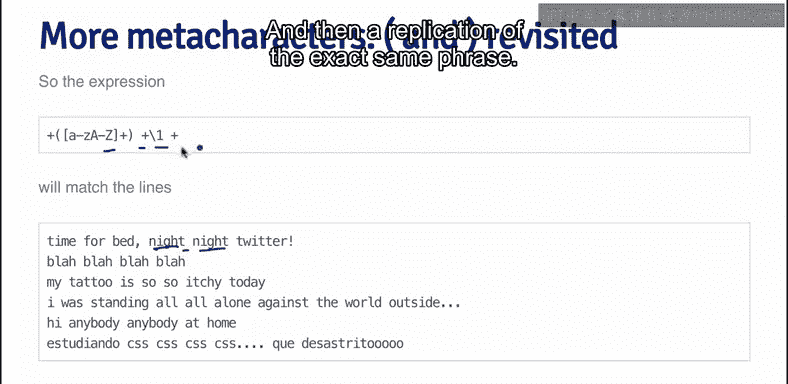 More metacharacters: ( and ) revisited
And then a replication of
the exact same phrase.
So the expression
+([a-zA-Z]+) +\1 +
will match the lines
time for bed, night night twitter!
blah blah blah blah
my tattoo is so so itchy today
i was standing all all alone against the world outside...
hi anybody anybody at home
estudiando css css css css.... que desastritooooo